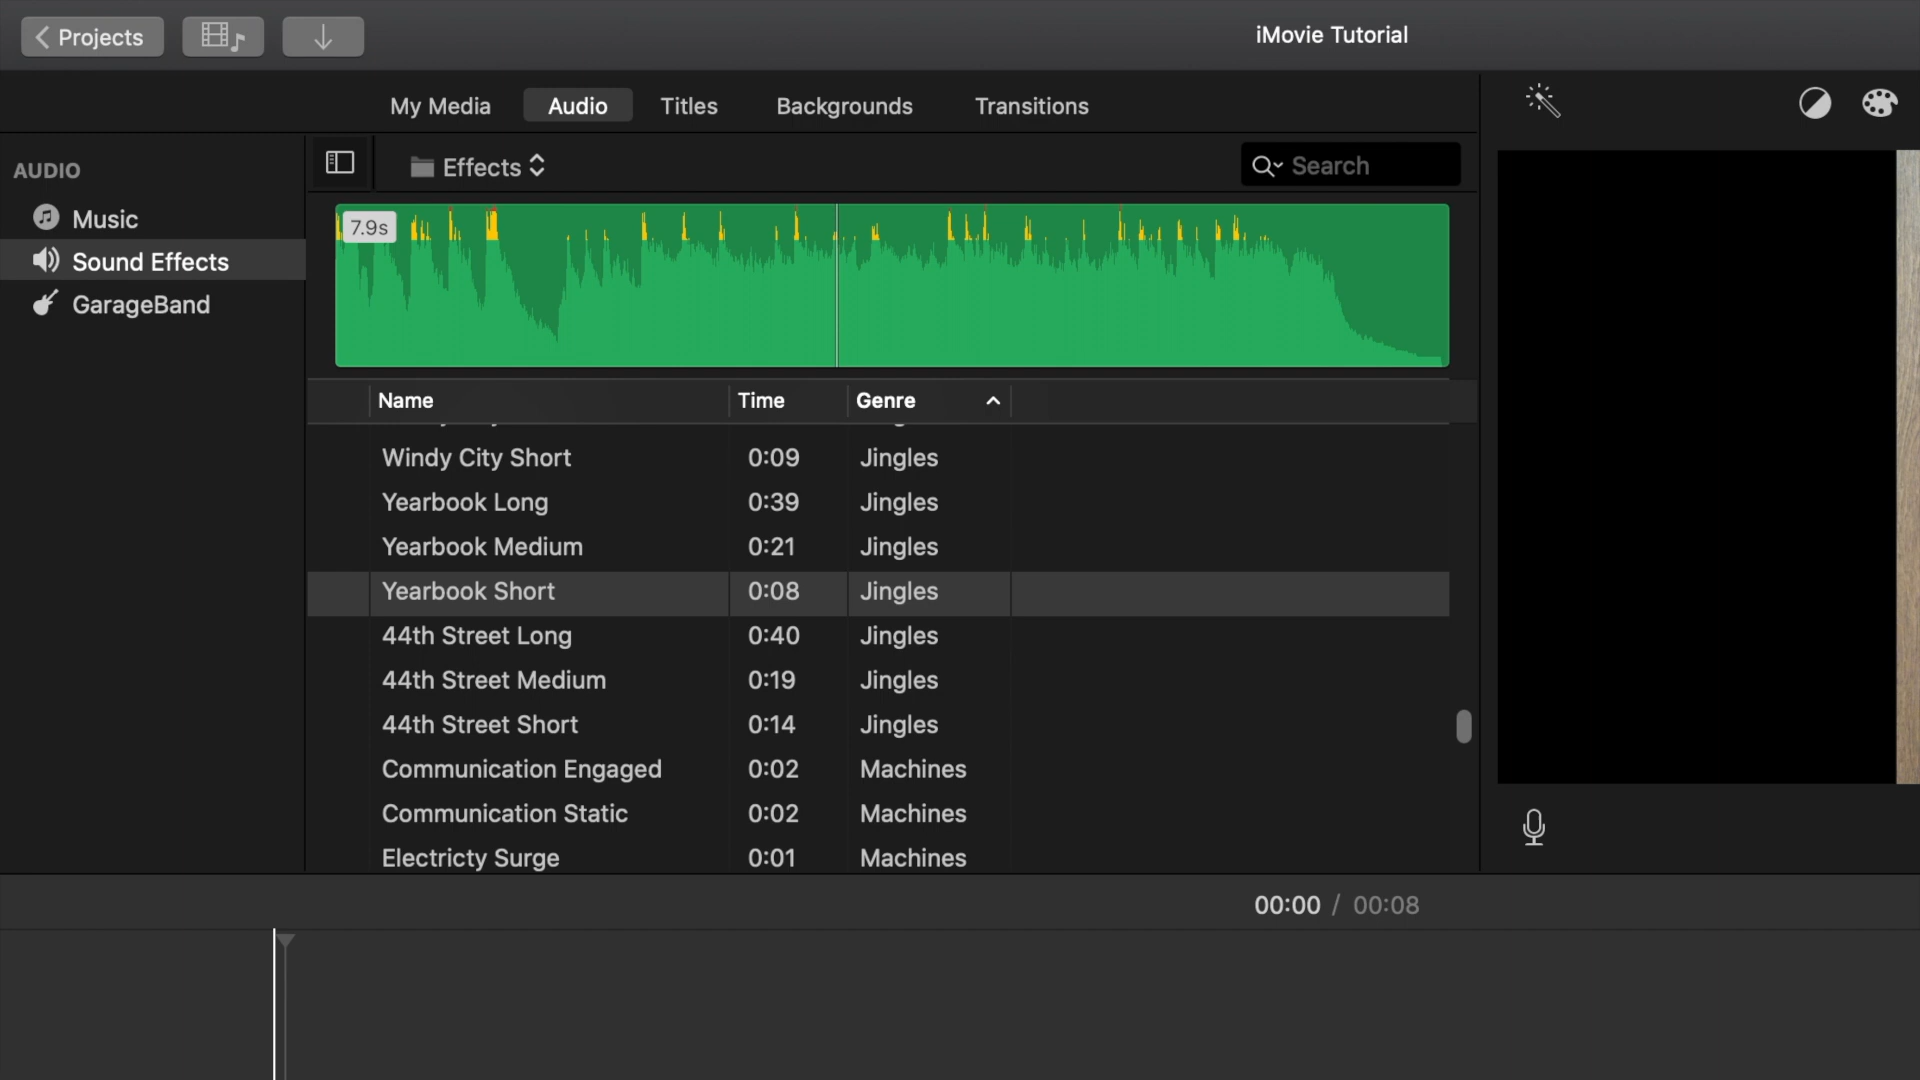 Projects
iMovie Tutorial
My Media Audio Titles Backgrounds Transitions
AUDIO
Effects
Search
Music
Sound Effects
GarageBand
7.9s
Name Time Genre
Windy City Short 0:09 Jingles
Yearbook Long 0:39 Jingles
Yearbook Medium 0:21 Jingles
Yearbook Short 0:08 Jingles
44th Street Long 0:40 Jingles
44th Street Medium 0:19 Jingles
44th Street Short 0:14 Jingles
Communication Engaged 0:02 Machines
Communication Static 0:02 Machines
Electricty Surge 0:01 Machines
00:00 / 00:08